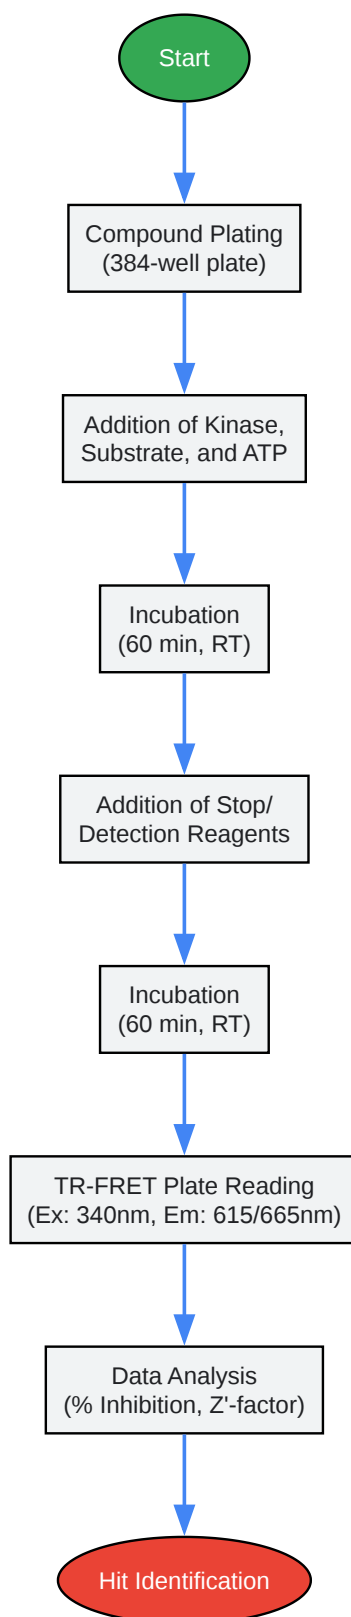 Start
Compound Plating
(384-well plate)
Addition of Kinase,
Substrate, and ATP
Incubation
(60 min, RT)
Addition of Stop/
Detection Reagents
Incubation
(60 min, RT)
TR-FRET Plate Reading
(Ex: 340nm, Em: 615/665nm)
Data Analysis
(% Inhibition, Z'-factor)
Hit Identification